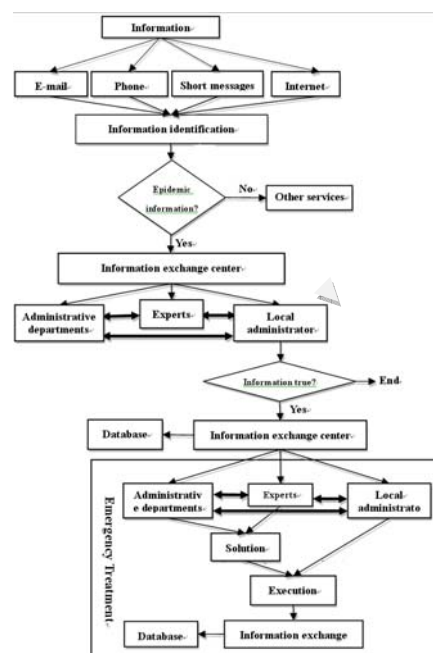 Information
E-mail
Phone
Short messages
Internet
Information identification
Epidemic
information?
No
Other services
Yes
Information exchange center
Administrative
departments
Experts
Local
administrator
Information true?
End
Yes
Database
Information exchange center
Emergency Treatment
Administrativ
e departments
Experts
Local
administrato
Solution
Execution
Database
Information exchange